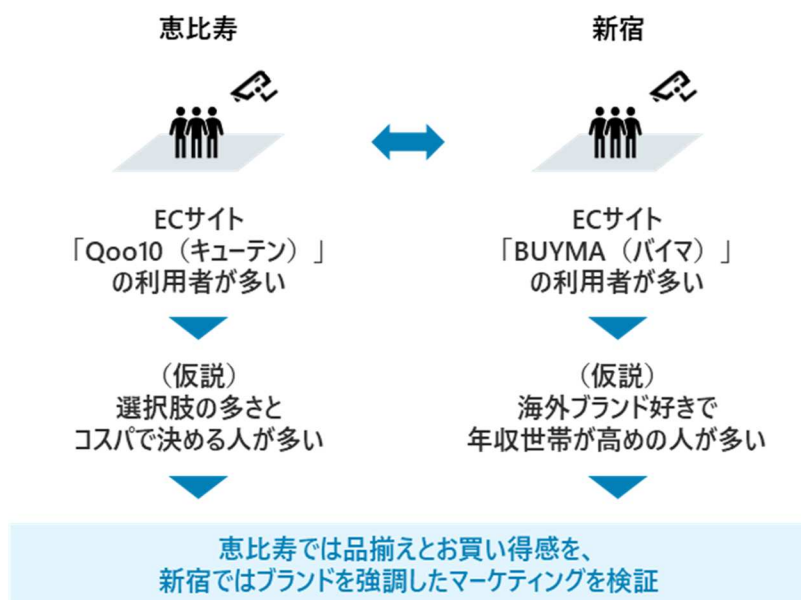 恵比寿
新宿
ECサイト
「Qoo10（キューテン）」
の利用者が多い
ECサイト
「BUYMA（バイマ）」
の利用者が多い
（仮説）
選択肢の多さと
コスパで決める人が多い
（仮説）
海外ブランド好きで
年収世帯が高めの人が多い
恵比寿では品揃えとお買い得感を、
新宿ではブランドを強調したマーケティングを検証